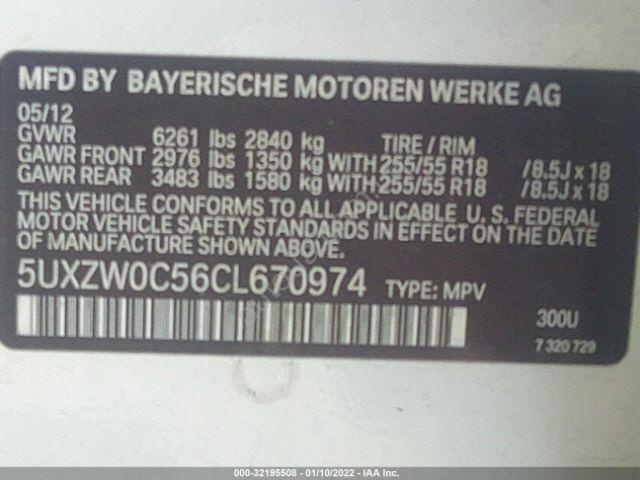 MFD BY BAYERISCHE MOTOREN WERKE AG
05/12
GVWR 6261 lbs 2840 kg TIRE / RIM
GAWR FRONT 2976 lbs 1350 kg WITH 255/55 R18 /8.5J x 18
GAWR REAR 3483 lbs 1580 kg WITH 255/55 R18 /8.5J x 18
THIS VEHICLE CONFORMS TO ALL APPLICABLE U. S. FEDERAL
MOTOR VEHICLE SAFETY STANDARDS IN EFFECT ON THE DATE
OF MANUFACTURE SHOWN ABOVE.
5UXZW0C56CL670974 TYPE: MPV
300U
7 320 729
000-32195508 - 01/10/2022 - IAA Inc.